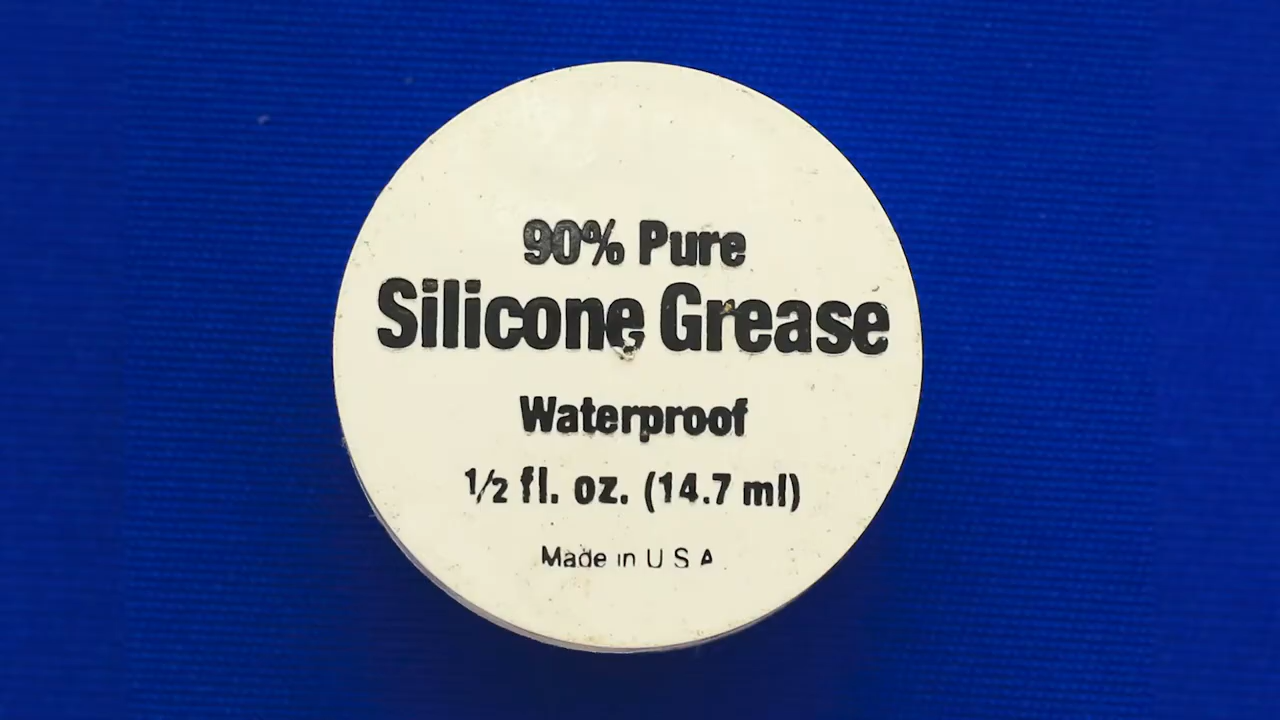 90% Pure
Silicone Grease
Waterproof
1/2 fl. oz. (14.7 ml)
Made in U S A